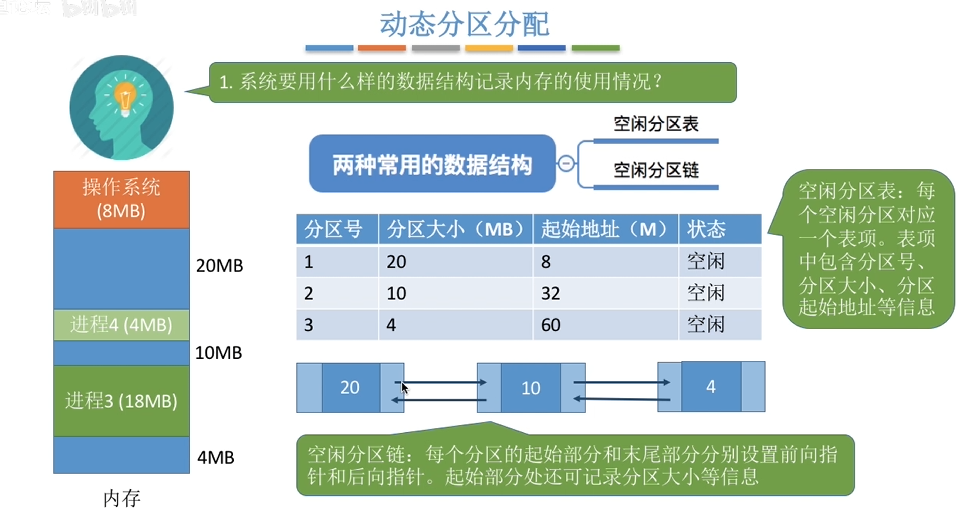 动态分区分配
1. 系统要用什么样的数据结构记录内存的使用情况？
两种常用的数据结构
空闲分区表
空闲分区链
操作系统
(8MB)
20MB
进程4 (4MB)
10MB
进程3 (18MB)
4MB
内存
分区号 分区大小（MB） 起始地址（M） 状态
1 20 8 空闲
2 10 32 空闲
3 4 60 空闲
空闲分区表：每
个空闲分区对应
一个表项。表项
中包含分区号、
分区大小、分区
起始地址等信息
20 10 4
空闲分区链：每个分区的起始部分和末尾部分分别设置前向指
针和后向指针。起始部分处还可记录分区大小等信息